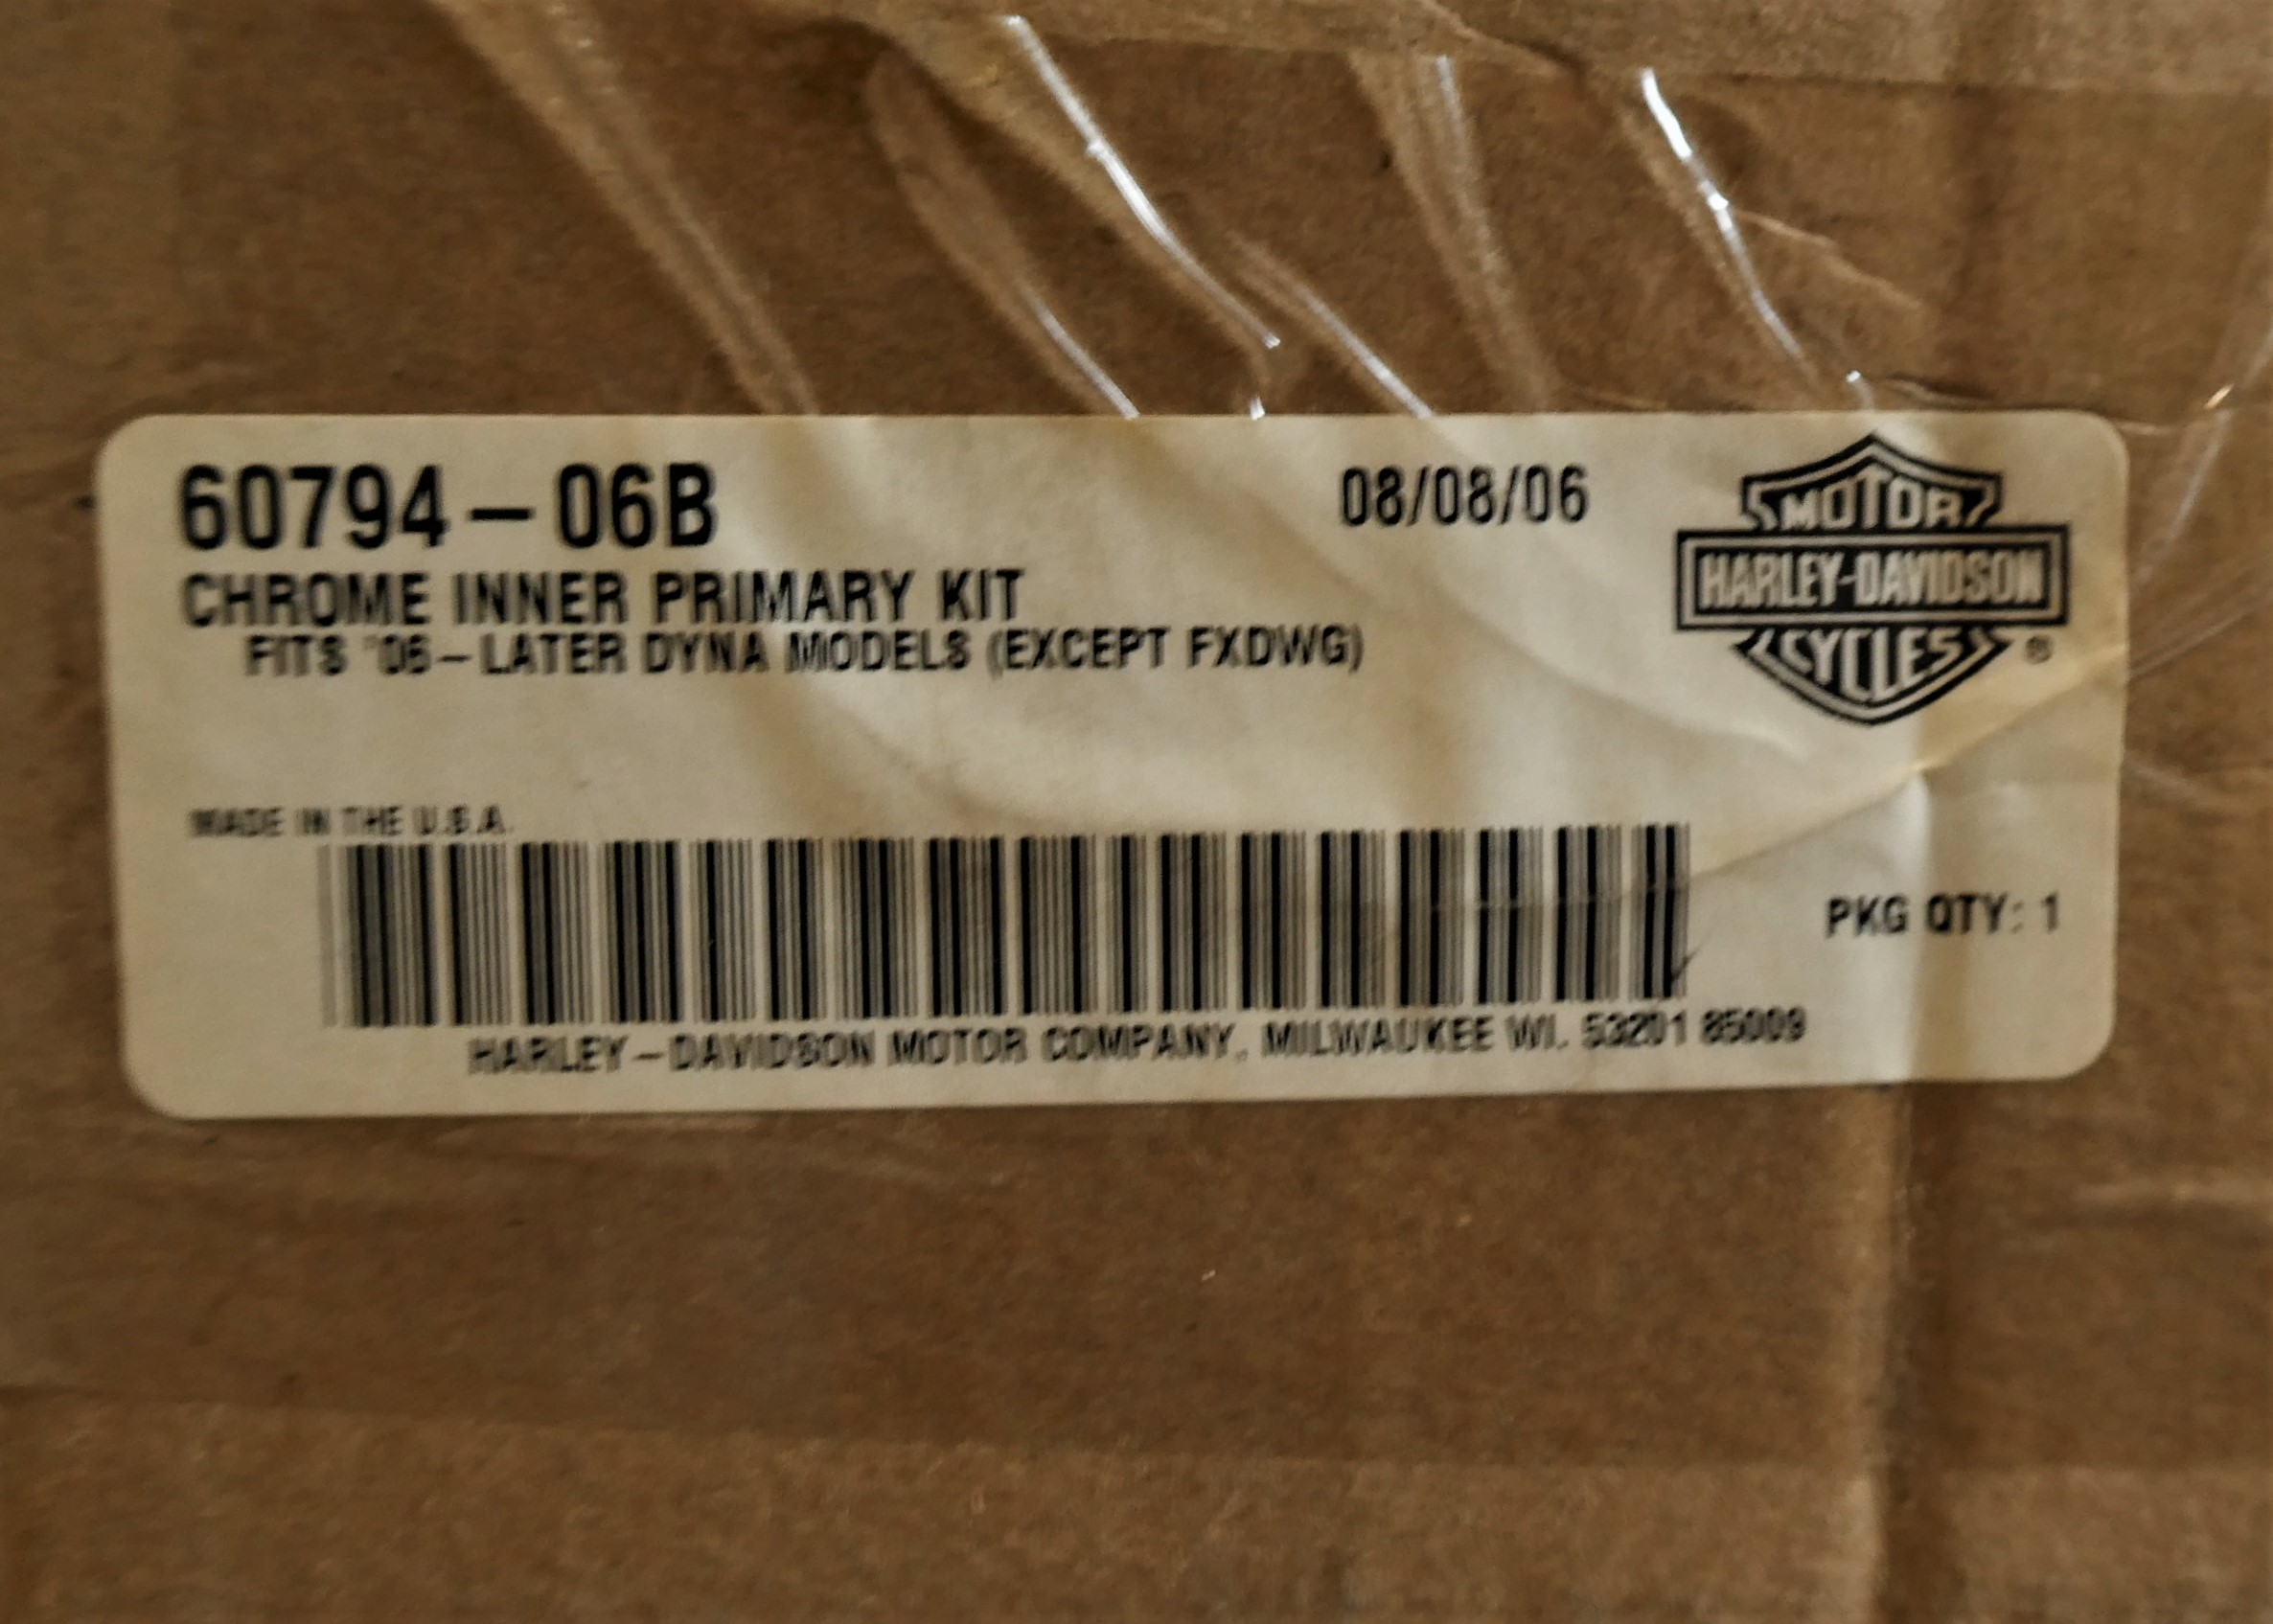 60794-06B
08/08/06
MOTOR
HARLEY-DAVIDSON
CYCLES
®
CHROME INNER PRIMARY KIT
FITS '06-LATER DYNA MODELS (EXCEPT FXDWG)
MADE IN THE U.S.A.
PKG QTY: 1
HARLEY-DAVIDSON MOTOR COMPANY, MILWAUKEE WI. 53201 85009